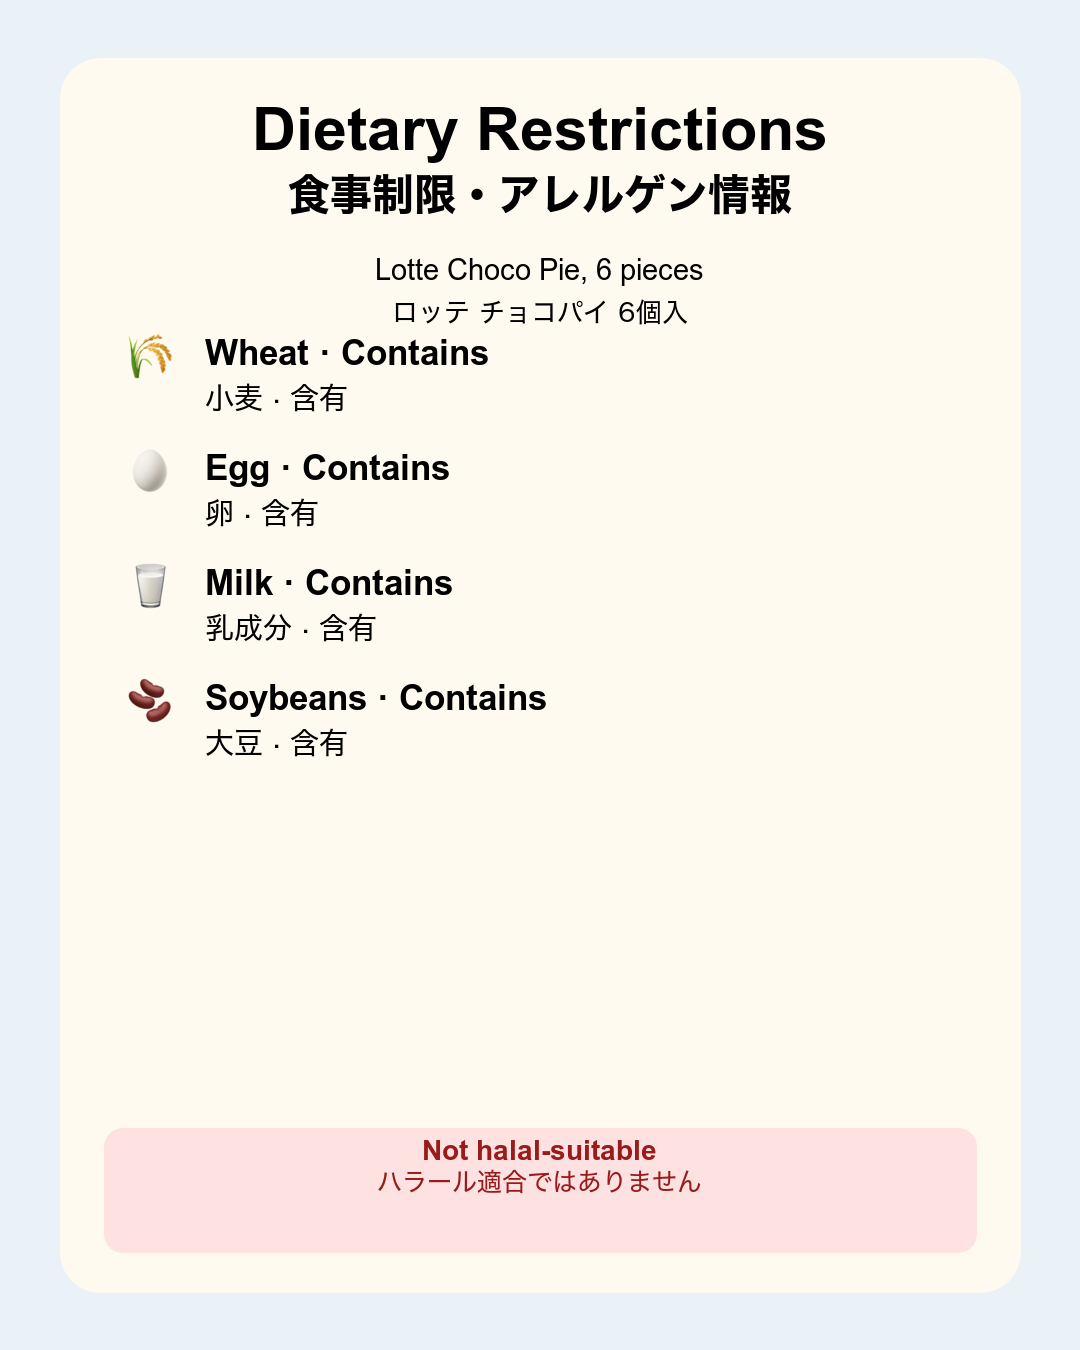 Dietary Restrictions
食事制限・アレルゲン情報
Lotte Choco Pie, 6 pieces
ロッテ チョコパイ 6個入
Wheat · Contains
小麦 · 含有
Egg · Contains
卵 · 含有
Milk · Contains
乳成分 · 含有
Soybeans · Contains
大豆 · 含有
Not halal-suitable
ハラール適合ではありません